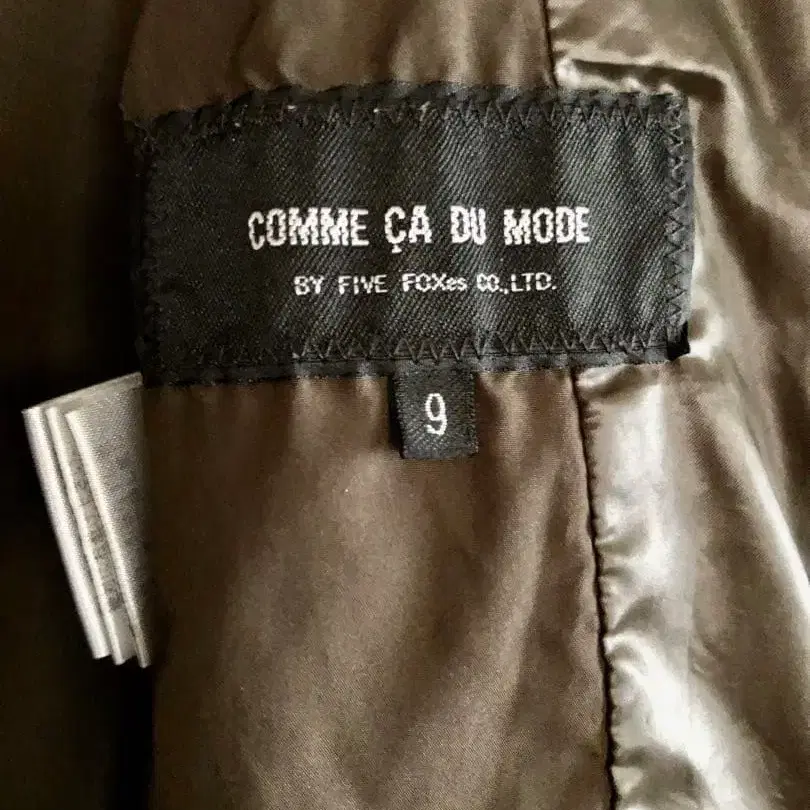 COMME ÇA DU MODE
BY FIVE FOXes CO.,LTD.
9